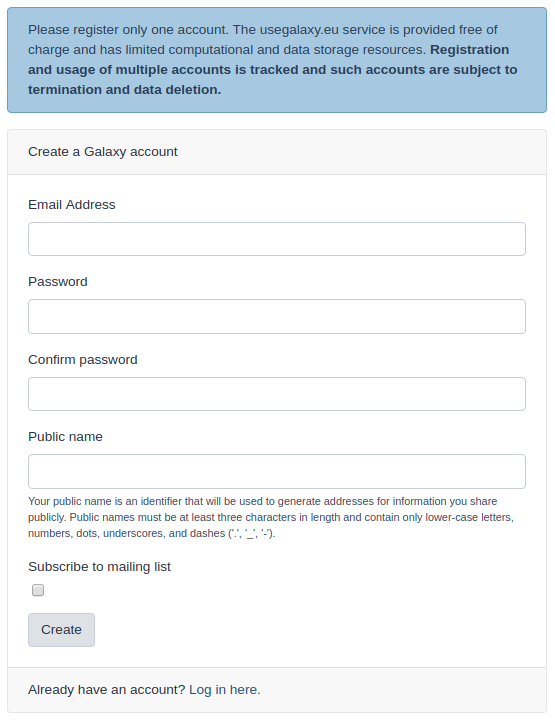 Please register only one account. The usegalaxy.eu service is provided free of
charge and has limited computational and data storage resources. Registration
and usage of multiple accounts is tracked and such accounts are subject to
termination and data deletion.
Create a Galaxy account
Email Address
Password
Confirm password
Public name
Your public name is an identifier that will be used to generate addresses for information you share
publicly. Public names must be at least three characters in length and contain only lower-case letters,
numbers, dots, underscores, and dashes ('.', '_', '-').
Subscribe to mailing list
Create
Already have an account? Log in here.